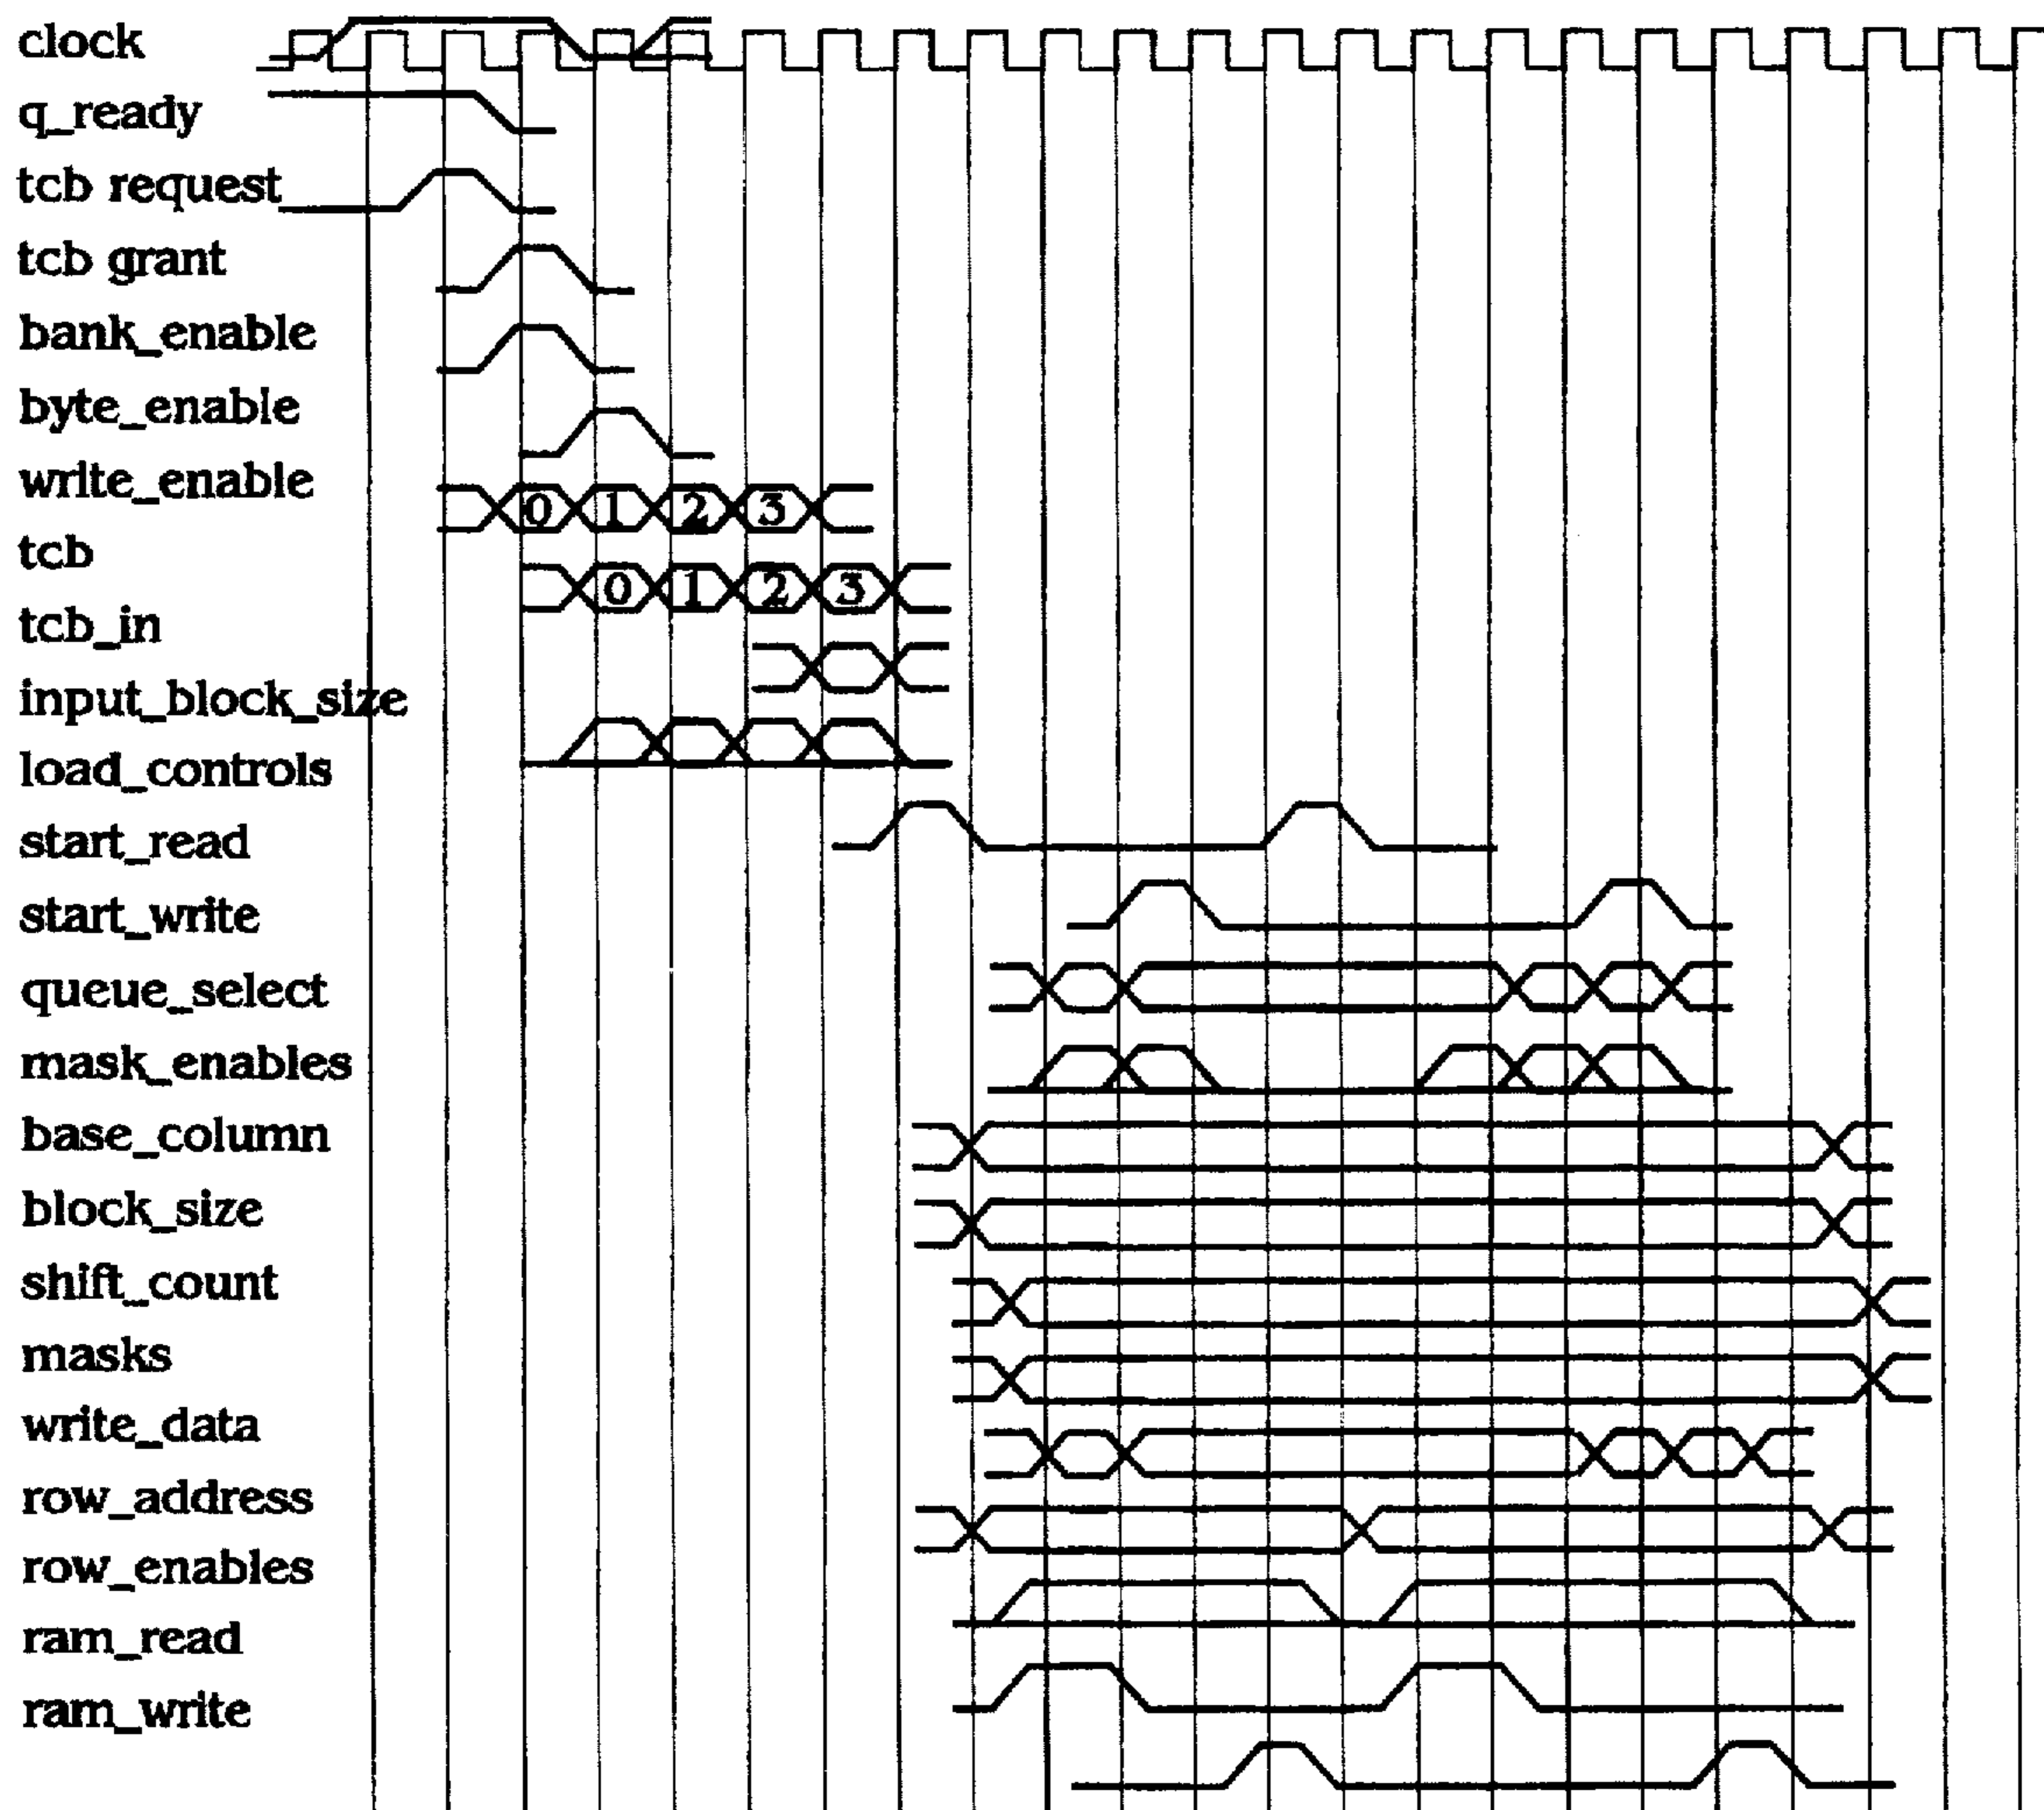 clock
q_ready
tcb request
tcb grant
bank_enable
byte_enable
write_enable
0 1 2 3
tcb
0 1 2 3
tcb_in
input_block_size
load_controls
start_read
start_write
queue_select
mask_enables
base_column
block_size
shift_count
masks
write_data
row_address
row_enables
ram_read
ram_write